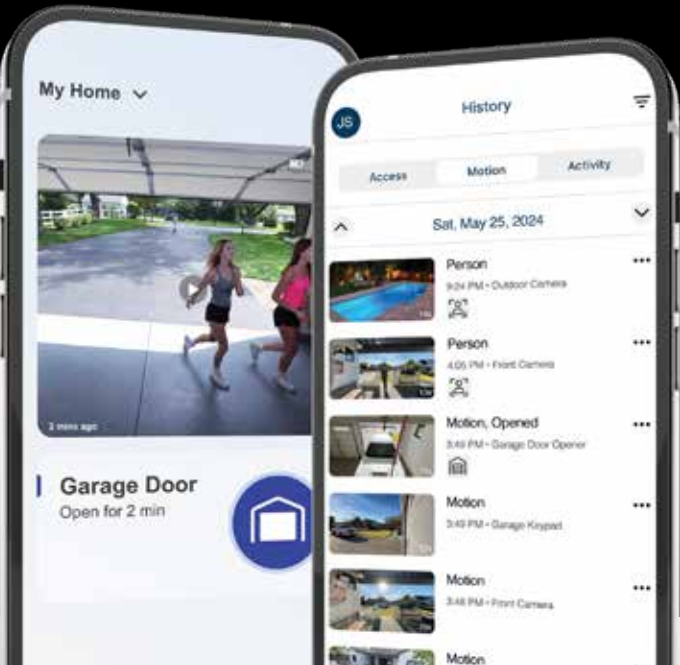 My Home
2 mins ago
Garage Door
Open for 2 min
JS
History
Access
Motion
Activity
Sat, May 25, 2024
Person
9:24 PM • Outdoor Camera
Person
4:05 PM • Front Camera
Motion, Opened
3:49 PM • Garage Door Opener
Motion
3:49 PM • Garage Keypad
Motion
3:48 PM • Front Camera
Motion